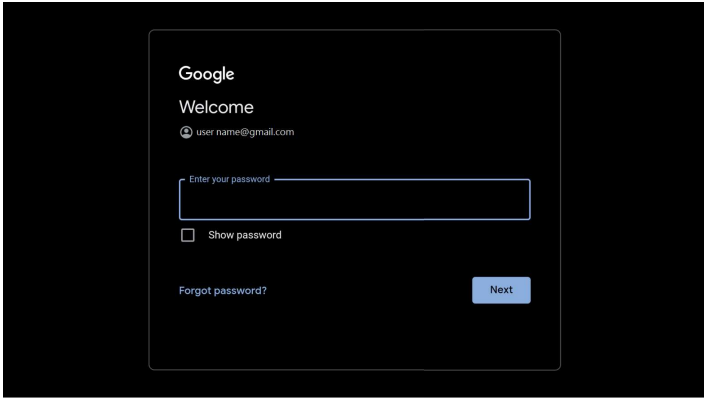 Google
Welcome
user name@gmail.com
Enter your password
Show password
Forgot password?
Next